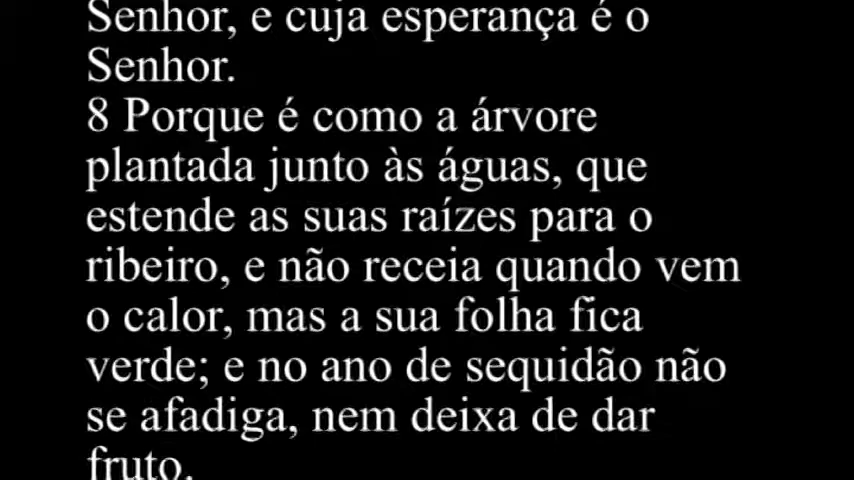 Senhor, e cuja esperança é o
Senhor.
8 Porque é como a árvore
plantada junto às águas, que
estende as suas raízes para o
ribeiro, e não receia quando vem
o calor, mas a sua folha fica
verde; e no ano de sequidão não
se afadiga, nem deixa de dar
fruto.